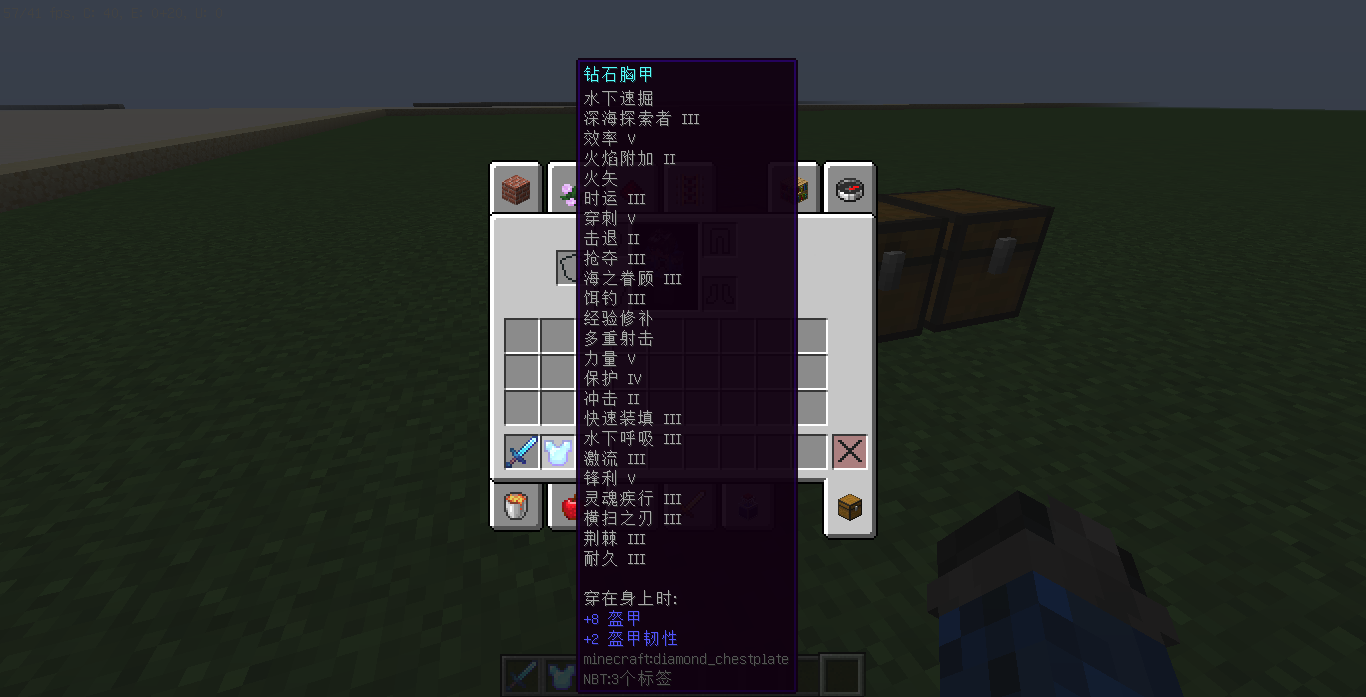 钻石胸甲
水下速掘
深海探索者 III
效率 V
火焰附加 II
火矢
时运 III
穿刺 V
击退 II
抢夺 III
海之眷顾 III
饵钓 III
经验修补
多重射击
力量 V
保护 IV
冲击 II
快速装填 III
水下呼吸 III
激流 III
锋利 V
灵魂疾行 III
横扫之刃 III
荆棘 III
耐久 III
穿在身上时:
+8 盔甲
+2 盔甲韧性
minecraft:diamond_chestplate
NBT:3个标签